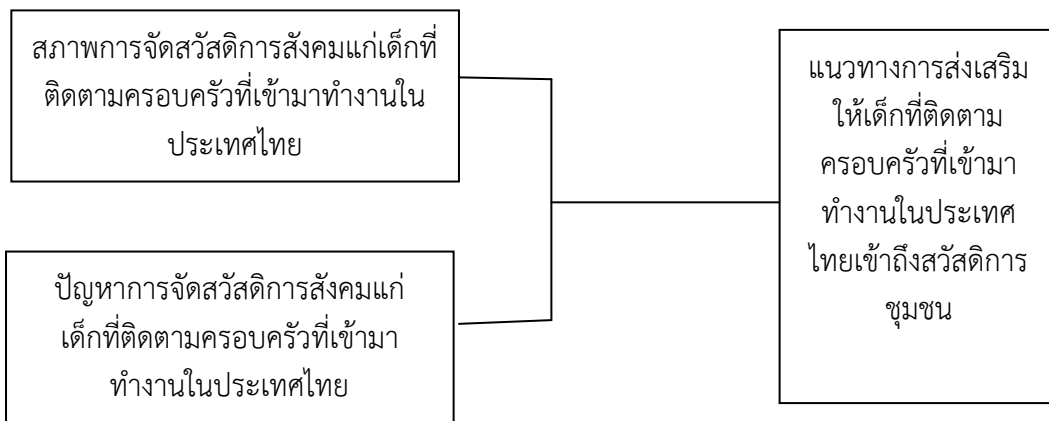 สภาพการจัดสวัสดิการสังคมแก่เด็กที่
ติดตามครอบครัวที่เข้ามาทำงานใน
ประเทศไทย
ปัญหาการจัดสวัสดิการสังคมแก่
เด็กที่ติดตามครอบครัวที่เข้ามา
ทำงานในประเทศไทย
แนวทางการส่งเสริม
ให้เด็กที่ติดตาม
ครอบครัวที่เข้ามา
ทำงานในประเทศ
ไทยเข้าถึงสวัสดิการ
ชุมชน